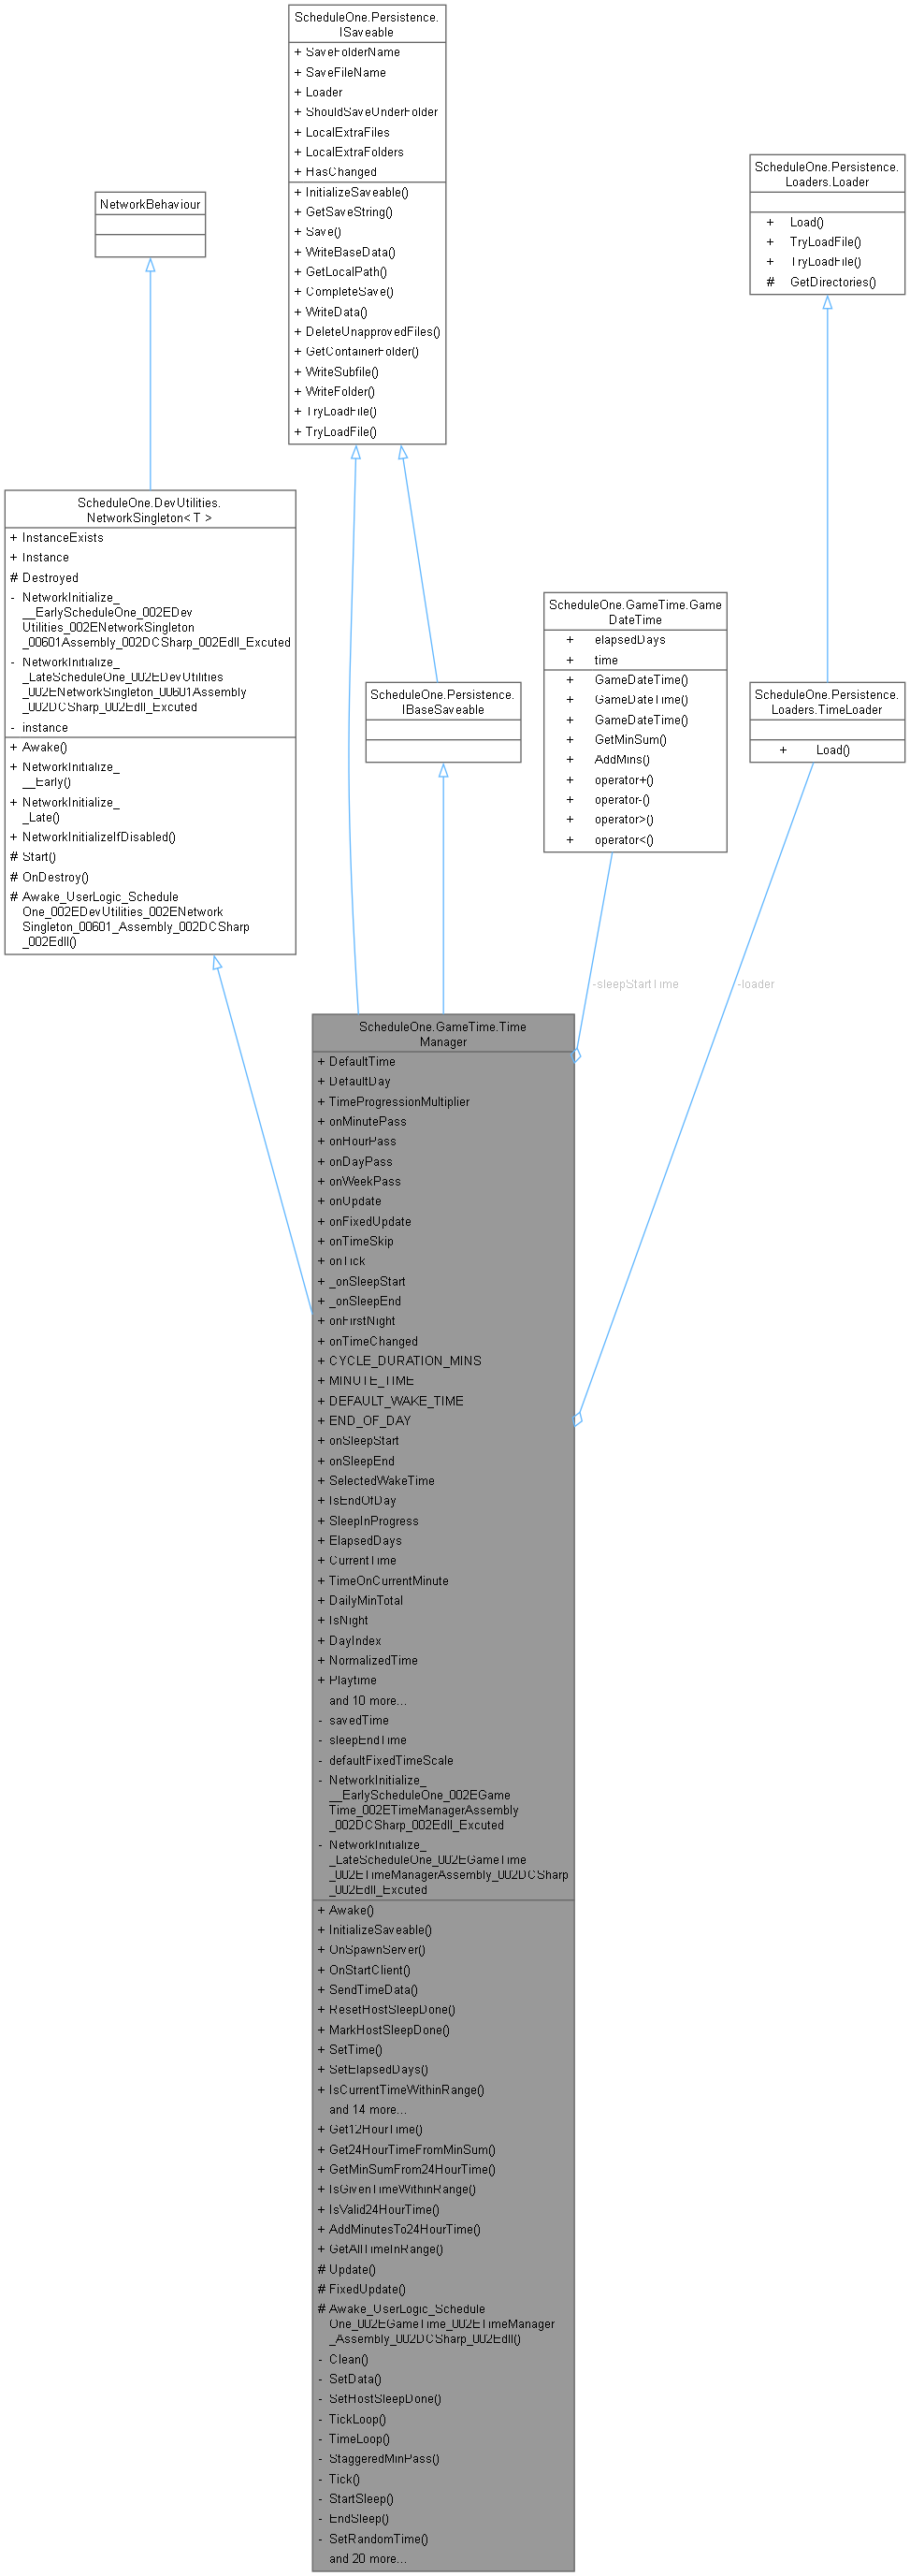 ScheduleOne.Persistence.
ISaveable
+ SaveFolderName
+ SaveFileName
+ Loader
+ ShouldSaveUnderFolder
+ LocalExtraFiles
+ LocalExtraFolders
+ HasChanged
+ InitializeSaveable()
+ GetSaveString()
+ Save()
+ WriteBaseData()
+ GetLocalPath()
+ CompleteSave()
+ WriteData()
+ DeleteUnapprovedFiles()
+ GetContainerFolder()
+ WriteSubfile()
+ WriteFolder()
+ TryLoadFile()
+ TryLoadFile()
ScheduleOne.Persistence.
Loaders.Loader
+ Load()
+ TryLoadFile()
+ TryLoadFile()
# GetDirectories()
NetworkBehaviour
ScheduleOne.DevUtilities.
NetworkSingleton< T >
+ InstanceExists
+ Instance
# Destroyed
- NetworkInitialize_
__EarlyScheduleOne_002EDev
Utilities_002ENetworkSingleton
_00601Assembly_002DCSharp_002Edll_Excuted
- NetworkInitialize_
_LateScheduleOne_002EDevUtilities
_002ENetworkSingleton_00601Assembly
_002DCSharp_002Edll_Excuted
- instance
+ Awake()
+ NetworkInitialize_
__Early()
+ NetworkInitialize_
_Late()
+ NetworkInitializeIfDisabled()
# Start()
# OnDestroy()
# Awake_UserLogic_Schedule
One_002EDevUtilities_002ENetwork
Singleton_00601_Assembly_002DCSharp
_002Edll()
ScheduleOne.GameTime.Game
DateTime
+ elapsedDays
+ time
+ GameDateTime()
+ GameDateTime()
+ GameDateTime()
+ GetMinSum()
+ AddMins()
+ operator+()
+ operator-()
+ operator>()
+ operator<()
ScheduleOne.Persistence.
IBaseSaveable
ScheduleOne.Persistence.
Loaders.TimeLoader
+ Load()
-sleepStartTime
-loader
ScheduleOne.GameTime.Time
Manager
+ DefaultTime
+ DefaultDay
+ TimeProgressionMultiplier
+ onMinutePass
+ onHourPass
+ onDayPass
+ onWeekPass
+ onUpdate
+ onFixedUpdate
+ onTimeSkip
+ onTick
+ _onSleepStart
+ _onSleepEnd
+ onFirstNight
+ onTimeChanged
+ CYCLE_DURATION_MINS
+ MINUTE_TIME
+ DEFAULT_WAKE_TIME
+ END_OF_DAY
+ onSleepStart
+ onSleepEnd
+ SelectedWakeTime
+ IsEndOfDay
+ SleepInProgress
+ ElapsedDays
+ CurrentTime
+ TimeOnCurrentMinute
+ DailyMinTotal
+ IsNight
+ DayIndex
+ NormalizedTime
+ Playtime
and 10 more...
- savedTime
- sleepEndTime
- defaultFixedTimeScale
- NetworkInitialize_
__EarlyScheduleOne_002EGame
Time_002ETimeManagerAssembly
_002DCSharp_002Edll_Excuted
- NetworkInitialize_
_LateScheduleOne_002EGameTime
_002ETimeManagerAssembly_002DCSharp
_002Edll_Excuted
+ Awake()
+ InitializeSaveable()
+ OnSpawnServer()
+ OnStartClient()
+ SendTimeData()
+ ResetHostSleepDone()
+ MarkHostSleepDone()
+ SetTime()
+ SetElapsedDays()
+ IsCurrentTimeWithinRange()
and 14 more...
+ Get12HourTime()
+ Get24HourTimeFromMinSum()
+ GetMinSumFrom24HourTime()
+ IsGivenTimeWithinRange()
+ IsValid24HourTime()
+ AddMinutesTo24HourTime()
+ GetAllTimeInRange()
# Update()
# FixedUpdate()
# Awake_UserLogic_Schedule
One_002EGameTime_002ETimeManager
_Assembly_002DCSharp_002Edll()
- Clean()
- SetData()
- SetHostSleepDone()
- TickLoop()
- TimeLoop()
- StaggeredMinPass()
- Tick()
- StartSleep()
- EndSleep()
- SetRandomTime()
and 20 more...